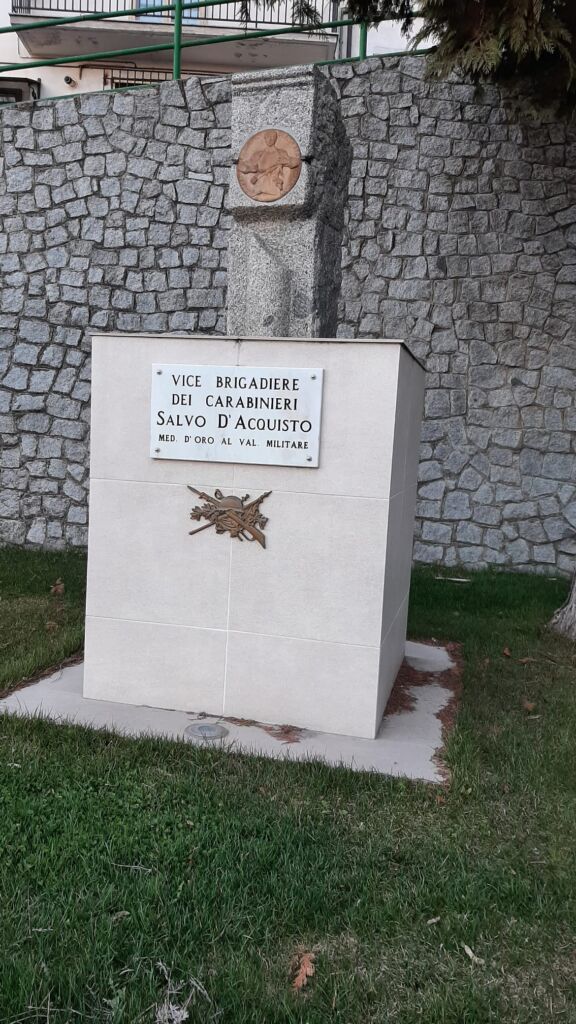 VICE BRIGADIERE
DEI CARABINIERI
SALVO D'ACQUISTO
MED. D'ORO AL VAL. MILITARE